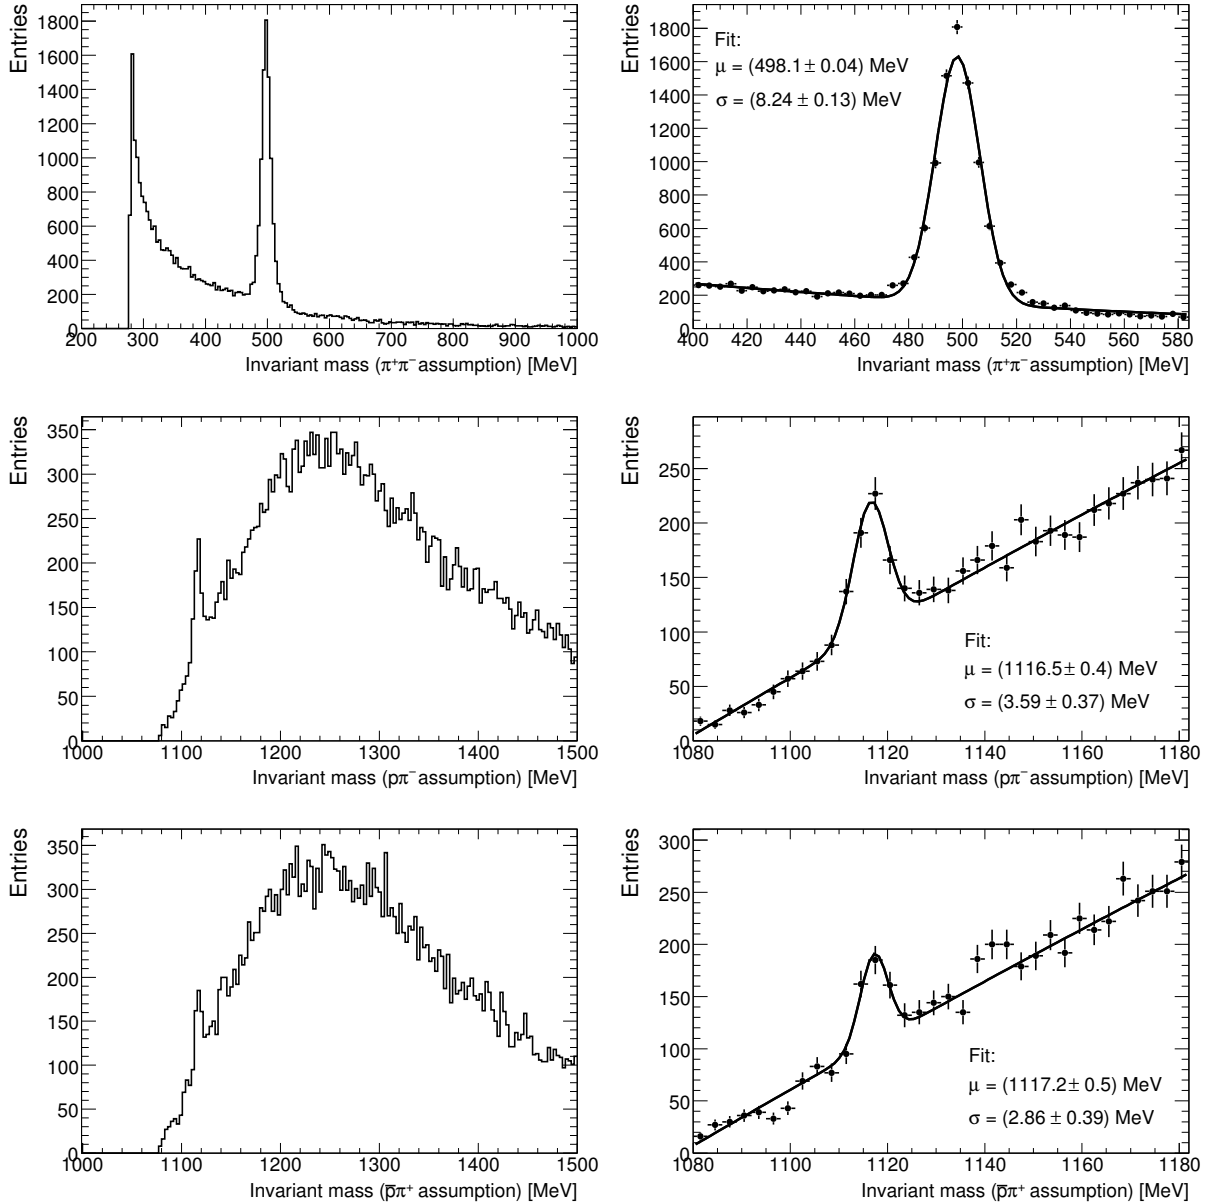 Entries
1800
1600
1400
1200
1000
800
600
400
200
0
200 300 400 500 600 700 800 900 1000
Invariant mass (π⁺π⁻ assumption) [MeV]
Entries
1800
1600
1400
1200
1000
800
600
400
200
0
Fit:
μ = (498.1 ± 0.04) MeV
σ = (8.24 ± 0.13) MeV
400 420 440 460 480 500 520 540 560 580
Invariant mass (π⁺π⁻ assumption) [MeV]
Entries
350
300
250
200
150
100
50
0
1000 1100 1200 1300 1400 1500
Invariant mass (pπ⁻ assumption) [MeV]
Entries
250
200
150
100
50
0
Fit:
μ = (1116.5 ± 0.4) MeV
σ = (3.59 ± 0.37) MeV
1080 1100 1120 1140 1160 1180
Invariant mass (pπ⁻ assumption) [MeV]
Entries
350
300
250
200
150
100
50
0
1000 1100 1200 1300 1400 1500
Invariant mass (p̅π⁺ assumption) [MeV]
Entries
300
250
200
150
100
50
0
Fit:
μ = (1117.2 ± 0.5) MeV
σ = (2.86 ± 0.39) MeV
1080 1100 1120 1140 1160 1180
Invariant mass (p̅π⁺ assumption) [MeV]